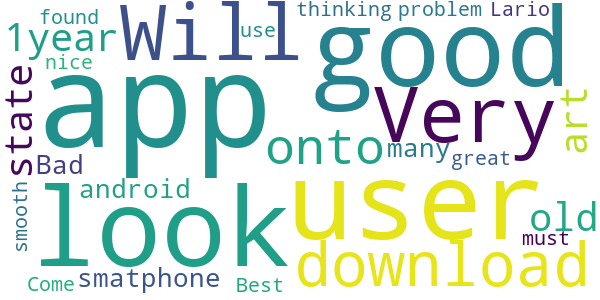 found
thinking problem Lario
1year Will use good
nice
app Very art
state
onto many
Bad great
android look user old
smooth must
download
Come smatphone Best